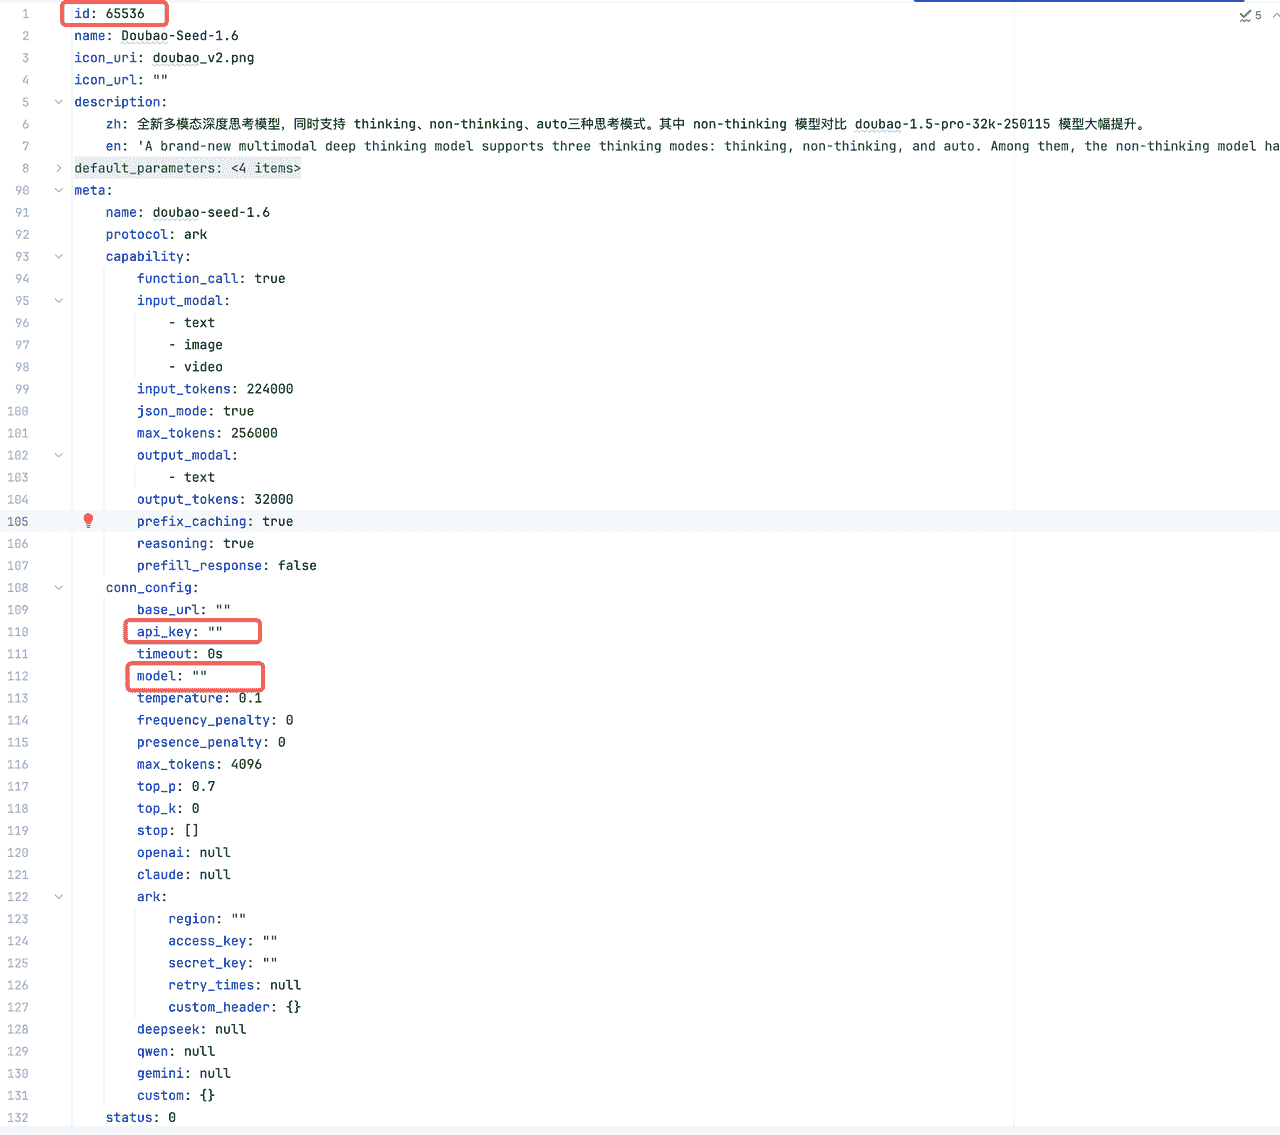 5
1 id: 65536
2 name: Doubao-Seed-1.6
3 icon_uri: doubao_v2.png
4 icon_url: ""
5 description:
6 zh: 全新多模态深度思考模型，同时支持 thinking、non-thinking、auto三种思考模式。其中 non-thinking 模型对比 doubao-1.5-pro-32k-250115 模型大幅提升。
7 en: 'A brand-new multimodal deep thinking model supports three thinking modes: thinking, non-thinking, and auto. Among them, the non-thinking model ha
8 default_parameters: <4 items>
90 meta:
91 name: doubao-seed-1.6
92 protocol: ark
93 capability:
94 function_call: true
95 input_modal:
96 - text
97 - image
98 - video
99 input_tokens: 224000
100 json_mode: true
101 max_tokens: 256000
102 output_modal:
103 - text
104 output_tokens: 32000
105 prefix_caching: true
106 reasoning: true
107 prefill_response: false
108 conn_config:
109 base_url: ""
110 api_key: ""
111 timeout: 0s
112 model: ""
113 temperature: 0.1
114 frequency_penalty: 0
115 presence_penalty: 0
116 max_tokens: 4096
117 top_p: 0.7
118 top_k: 0
119 stop: []
120 openai: null
121 claude: null
122 ark:
123 region: ""
124 access_key: ""
125 secret_key: ""
126 retry_times: null
127 custom_header: {}
128 deepseek: null
129 qwen: null
130 gemini: null
131 custom: {}
132 status: 0